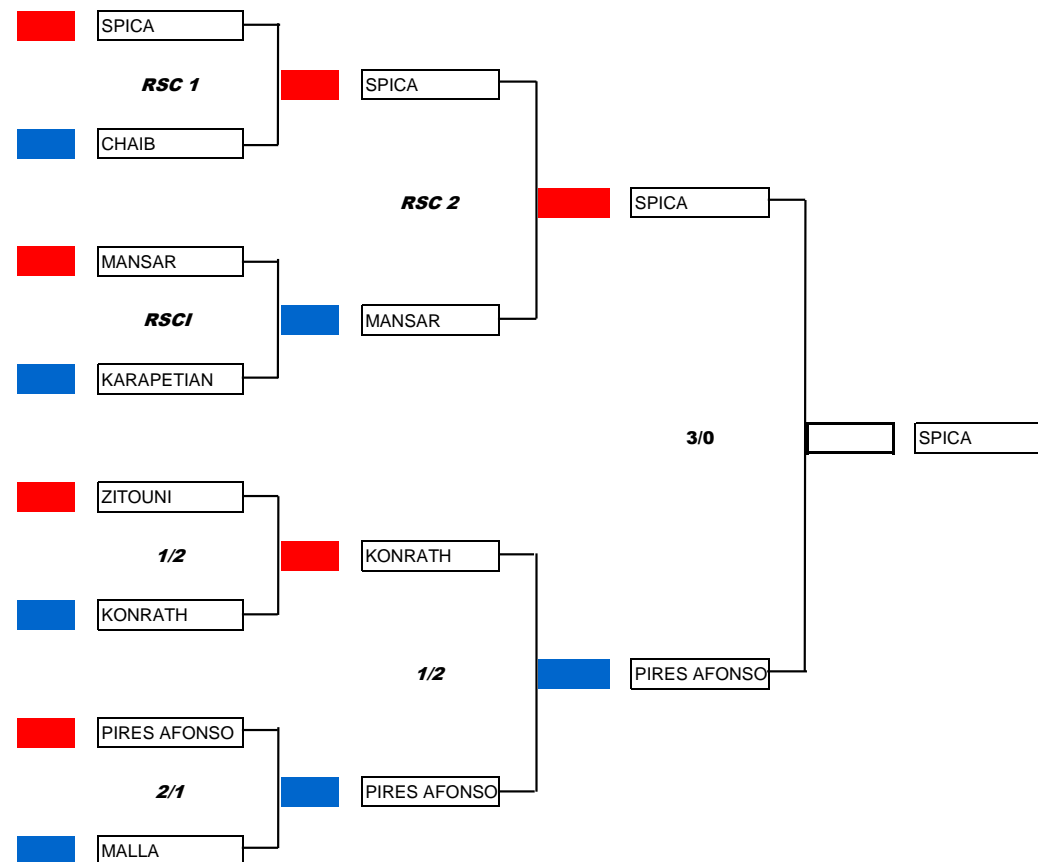 SPICA
RSC 1
SPICA
CHAIB
RSC 2
SPICA
MANSAR
RSCI
MANSAR
KARAPETIAN
3/0
SPICA
ZITOUNI
1/2
KONRATH
KONRATH
1/2
PIRES AFONSO
PIRES AFONSO
2/1
PIRES AFONSO
MALLA